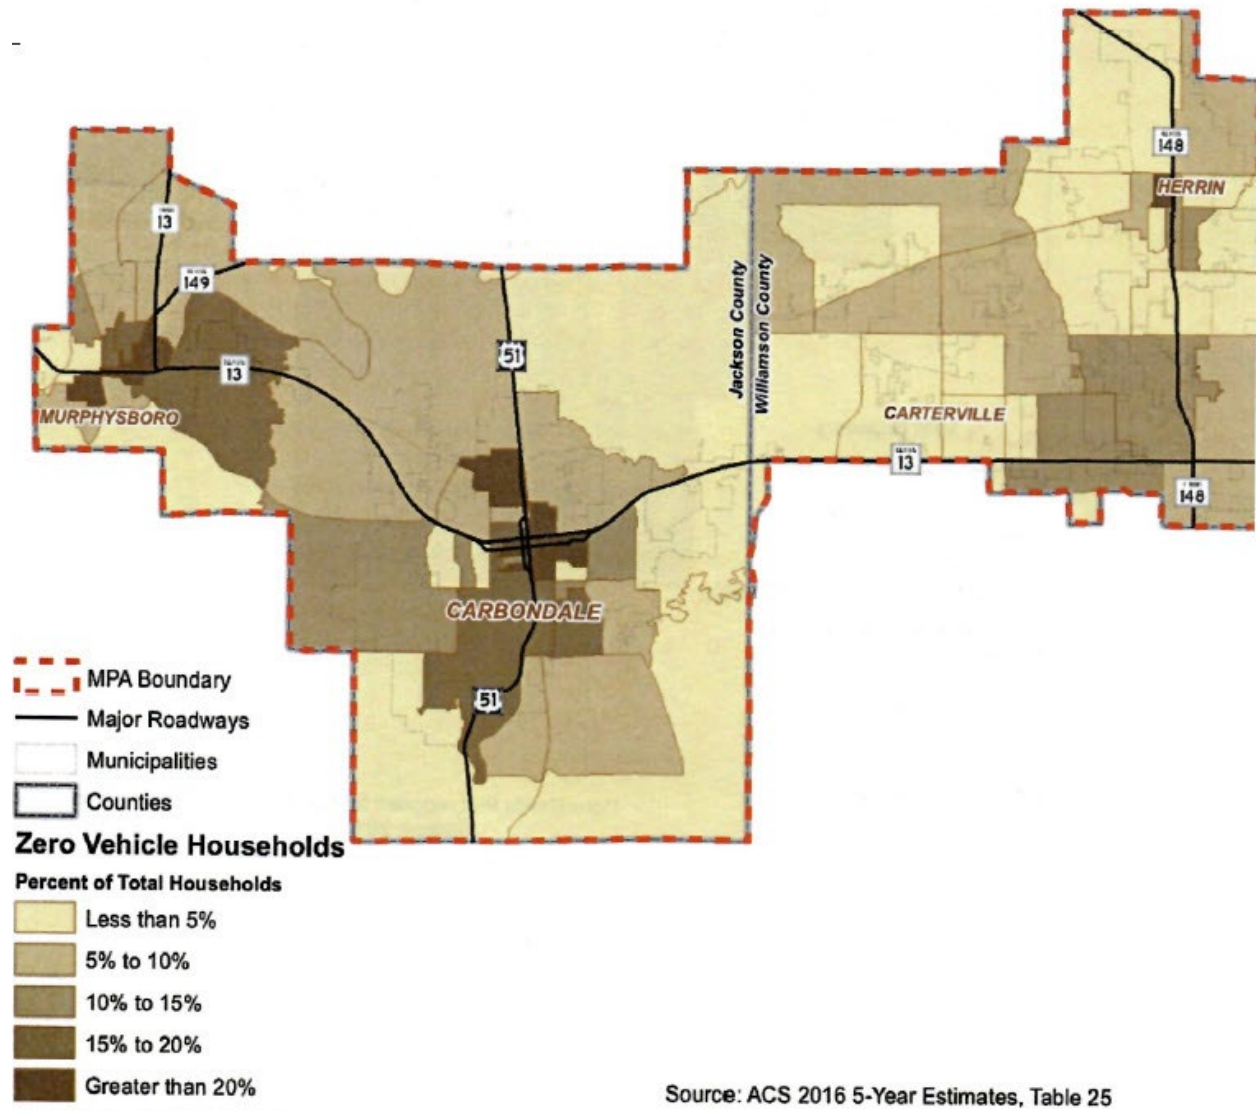 148
HERRIN
13
149
Jackson County
Williamson County
51
13
MURPHYSBORO
CARTERVILLE
13
148
CARBONDALE
51
MPA Boundary
Major Roadways
Municipalities
Counties
Zero Vehicle Households
Percent of Total Households
Less than 5%
5% to 10%
10% to 15%
15% to 20%
Greater than 20%
Source: ACS 2016 5-Year Estimates, Table 25